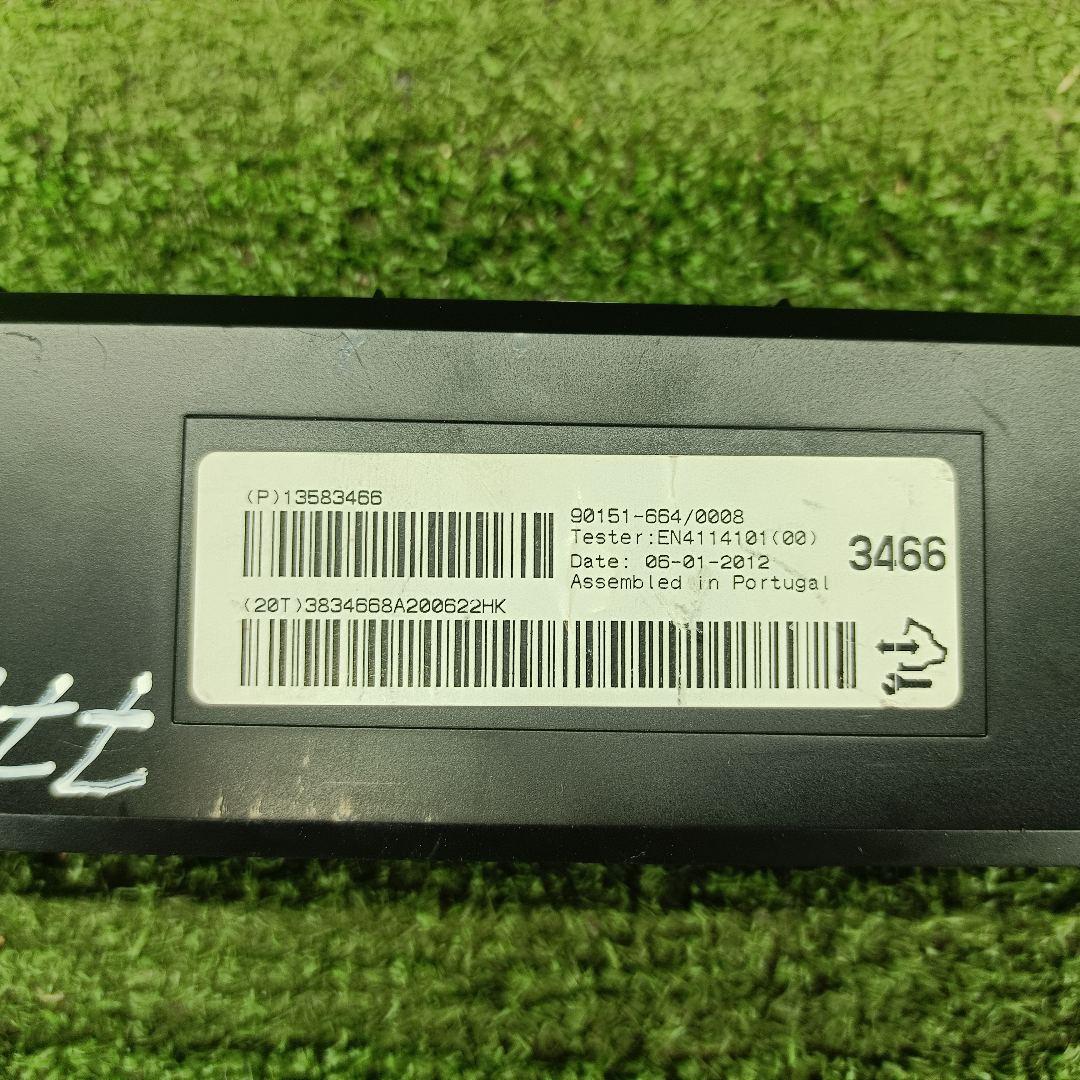 (P)13583466
90151-664/0008
Tester:EN4114101(00)
Date: 06-01-2012
Assembled in Portugal
3466
(20T)3834668A200622HK